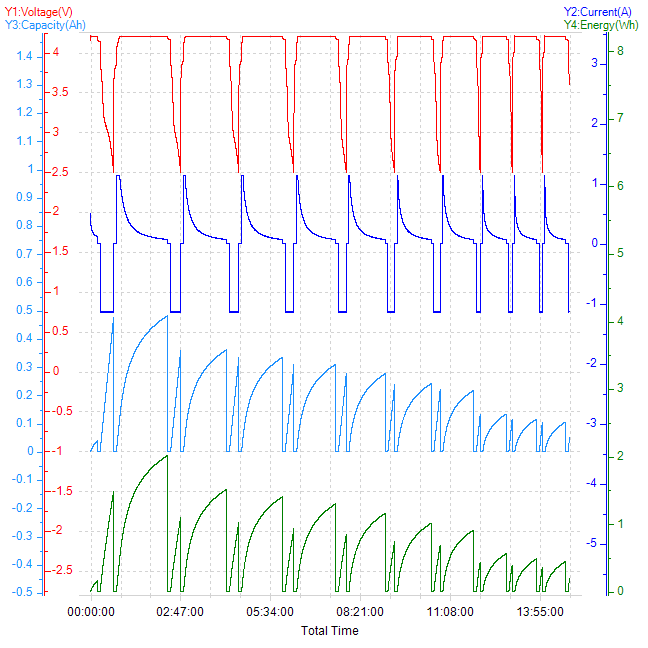 Y1:Voltage(V) Y2:Current(A)
Y3:Capacity(Ah) Y4:Energy(Wh)
4 8
1.4 3
1.3 3.5
1.2 7
1.1 3 2
1 2.5
0.9 1 6
0.8 2
0.7 1.5 0 5
0.6 1
0.5 -1 4
0.4 0.5
0.3 0 -2
0.2 -0.5 3
0.1 -3
0 -1
-0.1 -1.5 -4 2
-0.2
-0.3 -2 -5 1
-0.4 -2.5
-0.5 0
00:00:00 02:47:00 05:34:00 08:21:00 11:08:00 13:55:00
Total Time